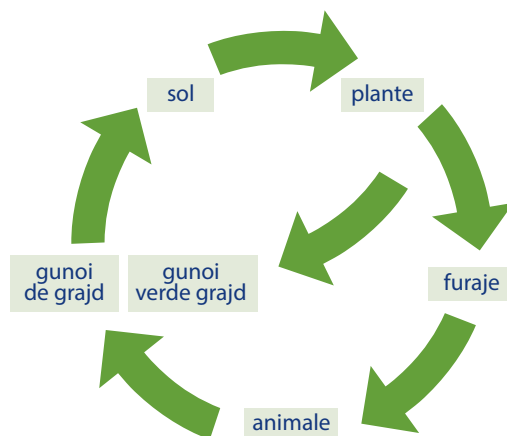 sol
plante
gunoi
de grajd
gunoi
verde grajd
furaje
animale